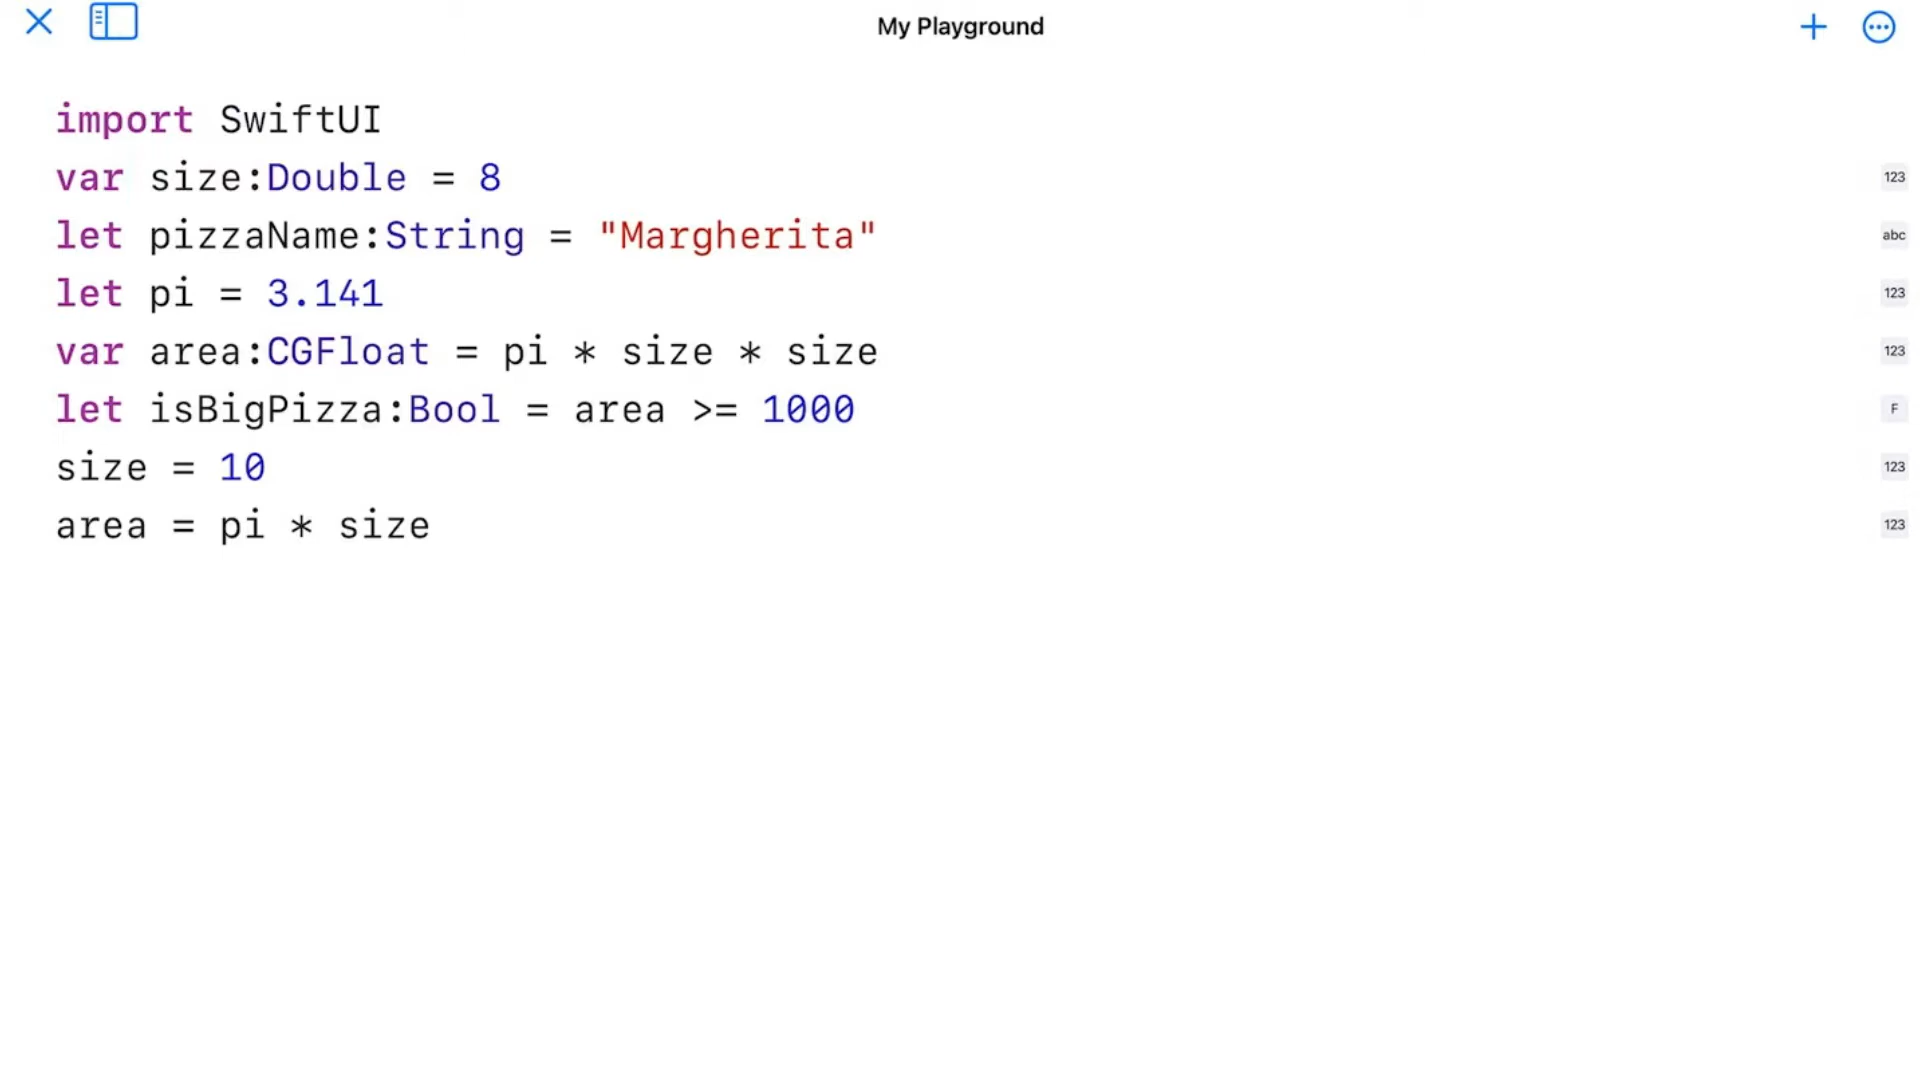 My Playground
import SwiftUI
var size:Double = 8
123
let pizzaName:String = "Margherita"
abc
let pi = 3.141
123
var area:CGFloat = pi * size * size
123
let isBigPizza:Bool = area >= 1000
F
size = 10
123
area = pi * size
123